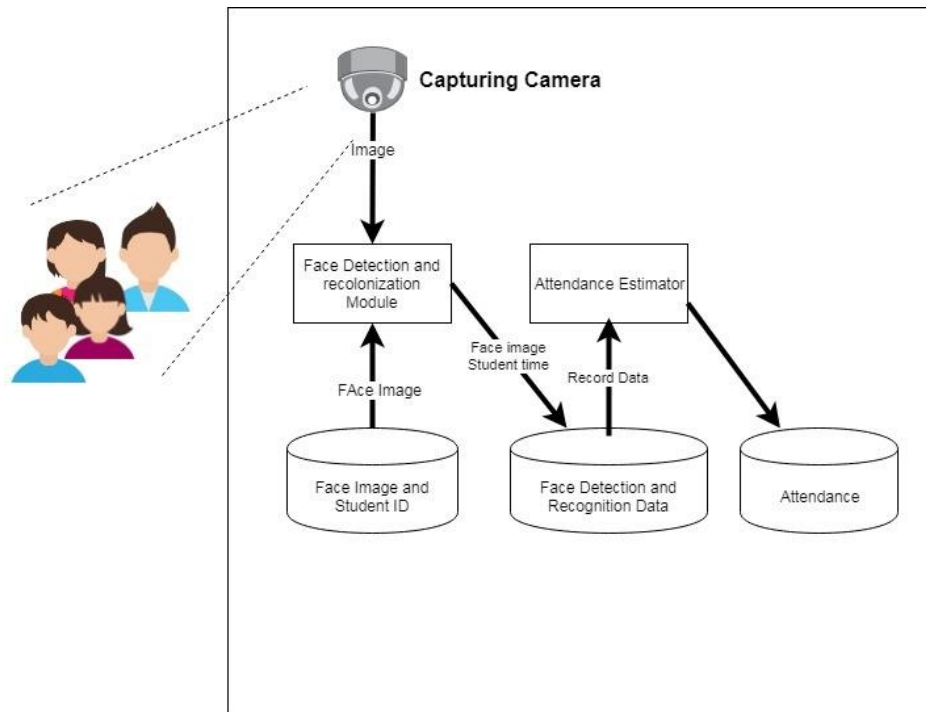 Capturing Camera
Image
Face Detection and
recolonization
Module
Attendance Estimator
Face image
Student time
Record Data
FAce Image
Face Image and
Student ID
Face Detection and
Recognition Data
Attendance